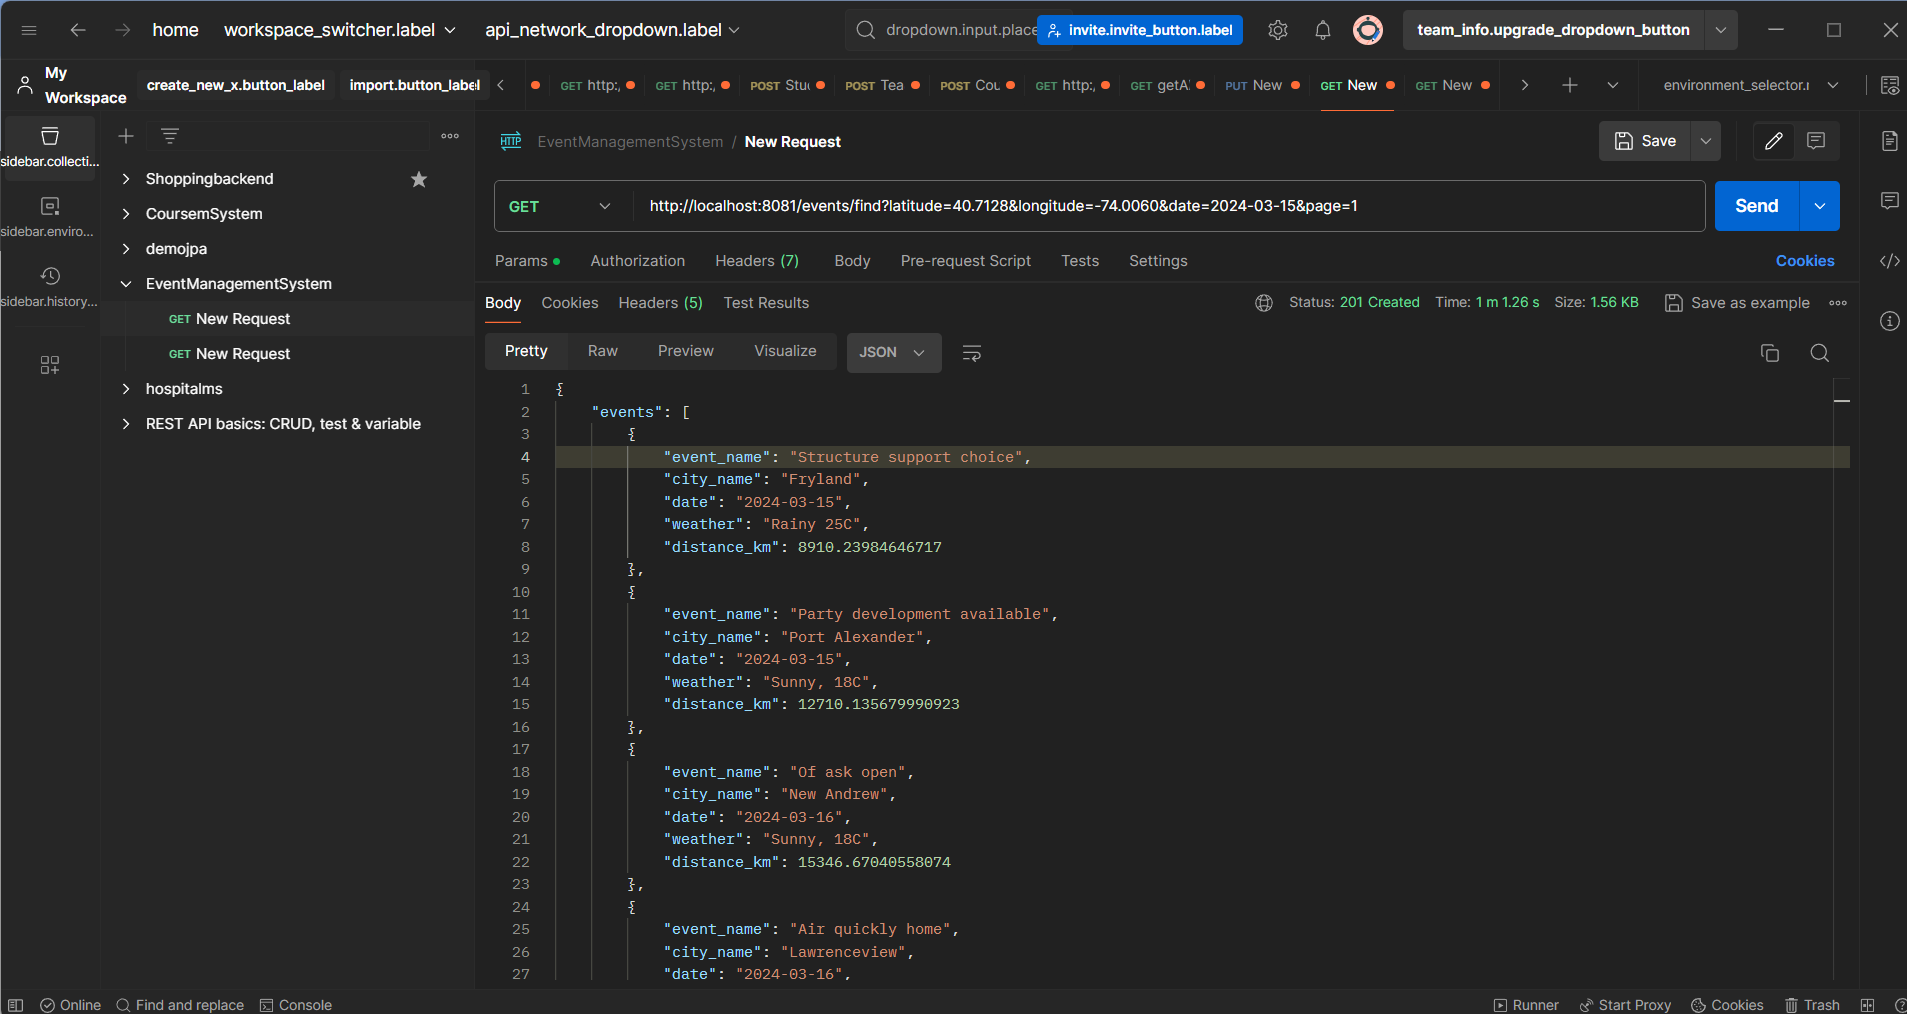 home workspace_switcher.label api_network_dropdown.label dropdown.input.place invite.invite_button.label team_info.upgrade_dropdown_button
My Workspace create_new_x.button_label import.button_label GET http:/ GET http:/ POST Stu POST Tea POST Cou GET http:/ GET getA PUT New GET New GET New environment_selector.r
sidebar.collecti...
sidebar.enviro...
sidebar.history...
Shoppingbackend
CoursemSystem
demojpa
EventManagementSystem
GET New Request
GET New Request
hospitalms
REST API basics: CRUD, test & variable
HTTP EventManagementSystem / New Request Save
GET http://localhost:8081/events/find?latitude=40.7128&longitude=-74.0060&date=2024-03-15&page=1 Send
Params Authorization Headers (7) Body Pre-request Script Tests Settings Cookies
Body Cookies Headers (5) Test Results Status: 201 Created Time: 1 m 1.26 s Size: 1.56 KB Save as example
Pretty Raw Preview Visualize JSON
1 {
2 "events": [
3 {
4 "event_name": "Structure support choice",
5 "city_name": "Fryland",
6 "date": "2024-03-15",
7 "weather": "Rainy 25C",
8 "distance_km": 8910.23984646717
9 },
10 {
11 "event_name": "Party development available",
12 "city_name": "Port Alexander",
13 "date": "2024-03-15",
14 "weather": "Sunny, 18C",
15 "distance_km": 12710.135679990923
16 },
17 {
18 "event_name": "Of ask open",
19 "city_name": "New Andrew",
20 "date": "2024-03-16",
21 "weather": "Sunny, 18C",
22 "distance_km": 15346.67040558074
23 },
24 {
25 "event_name": "Air quickly home",
26 "city_name": "Lawrenceview",
27 "date": "2024-03-16",
Online Find and replace Console Runner Start Proxy Cookies Trash